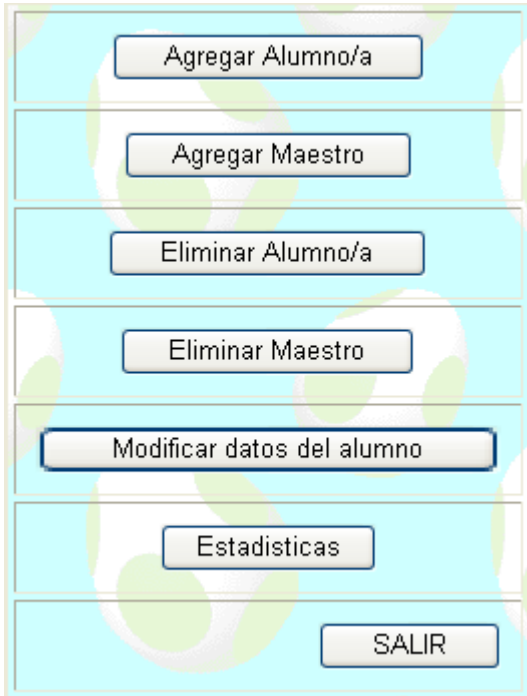 Agregar Alumno/a
Agregar Maestro
Eliminar Alumno/a
Eliminar Maestro
Modificar datos del alumno
Estadisticas
SALIR